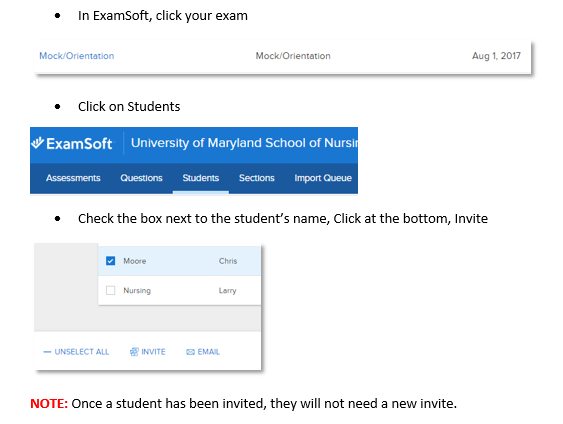 • In ExamSoft, click your exam
Mock/Orientation Mock/Orientation Aug 1, 2017
• Click on Students
ExamSoft University of Maryland School of Nursin
Assessments Questions Students Sections Import Queue
• Check the box next to the student’s name, Click at the bottom, Invite
Moore Chris
Nursing Larry
UNSELECT ALL INVITE EMAIL
NOTE: Once a student has been invited, they will not need a new invite.